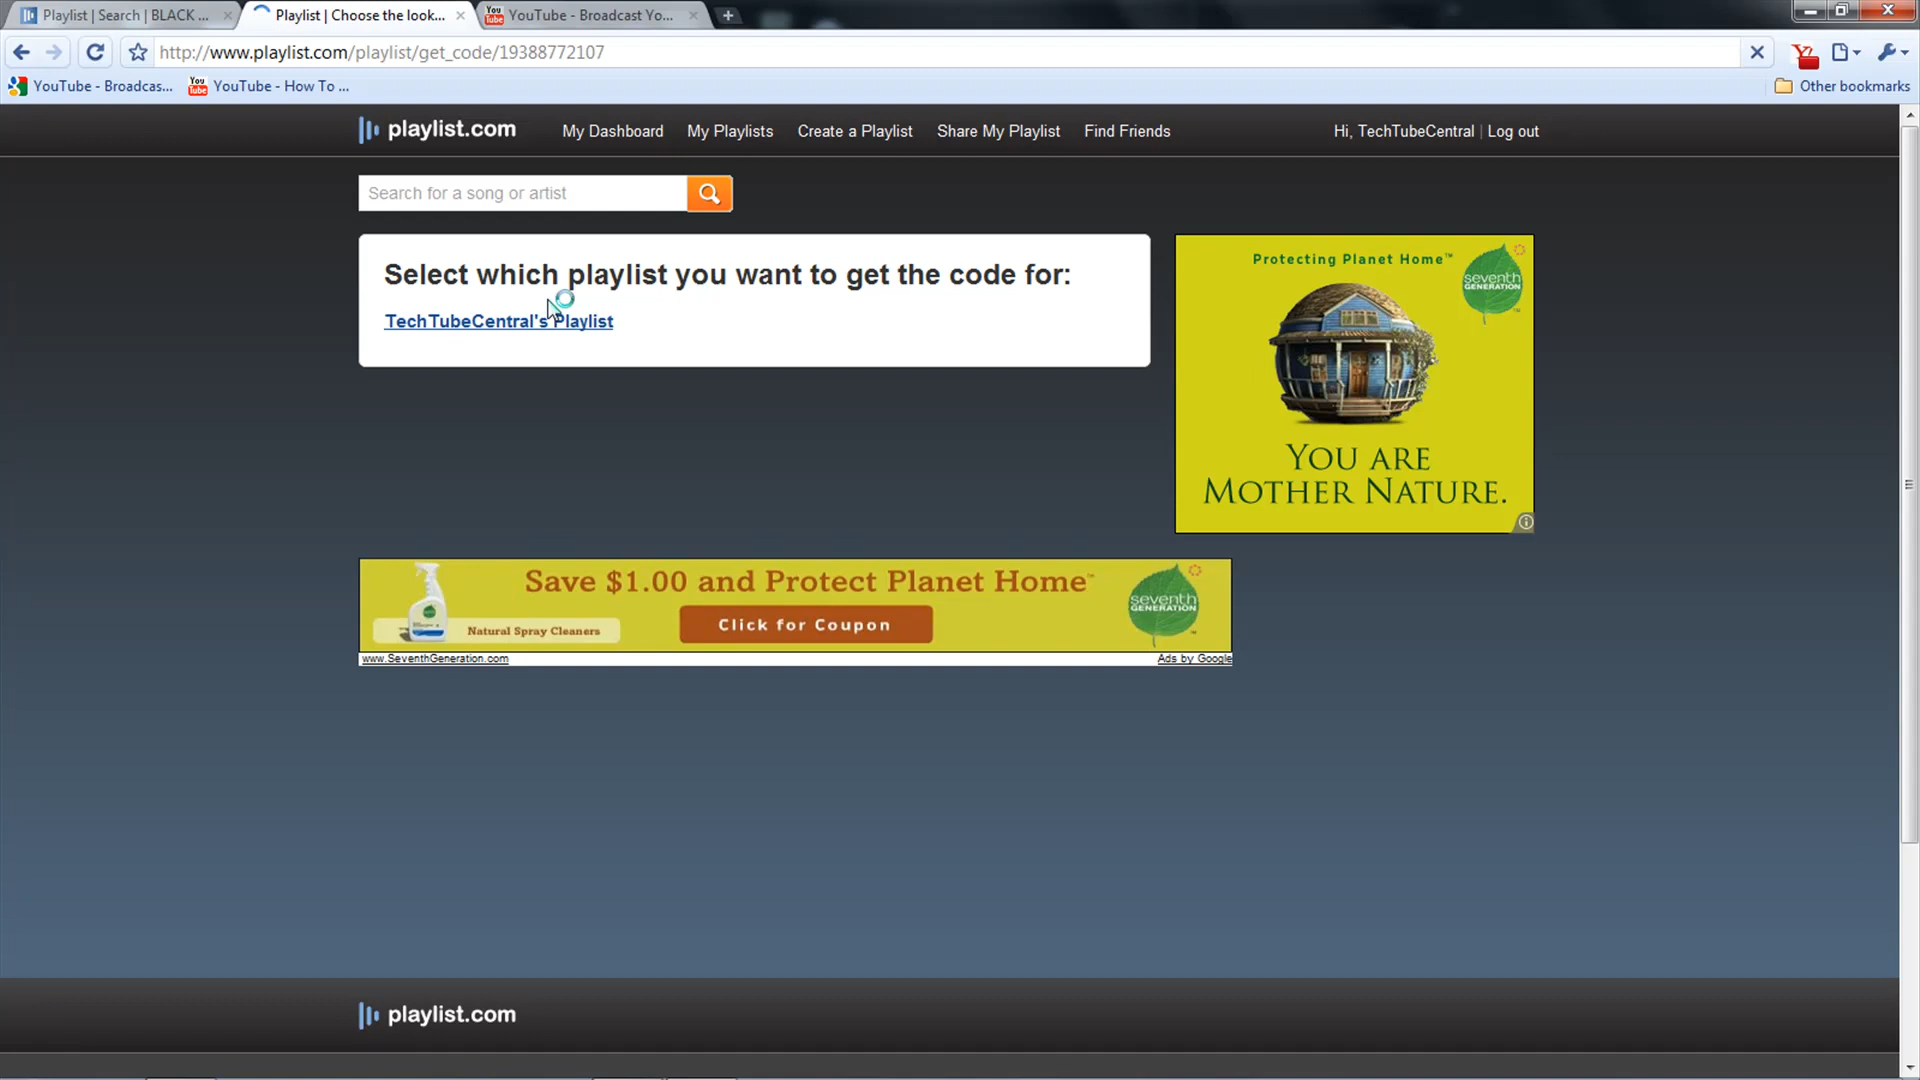 Playlist | Search | BLACK ...
Playlist | Choose the look...
YouTube - Broadcast Yo...
http://www.playlist.com/playlist/get_code/19388772107
YouTube - Broadcas...
You Tube
YouTube - How To ...
Other bookmarks
playlist.com
My Dashboard
My Playlists
Create a Playlist
Share My Playlist
Find Friends
Hi, TechTubeCentral | Log out
Search for a song or artist
Select which playlist you want to get the code for:
TechTubeCentral's Playlist
Protecting Planet Home™
seventh
GENERATION
YOU ARE
MOTHER NATURE.
Save $1.00 and Protect Planet Home™
Natural Spray Cleaners
Click for Coupon
seventh
GENERATION
www.SeventhGeneration.com
Ads by Google
playlist.com